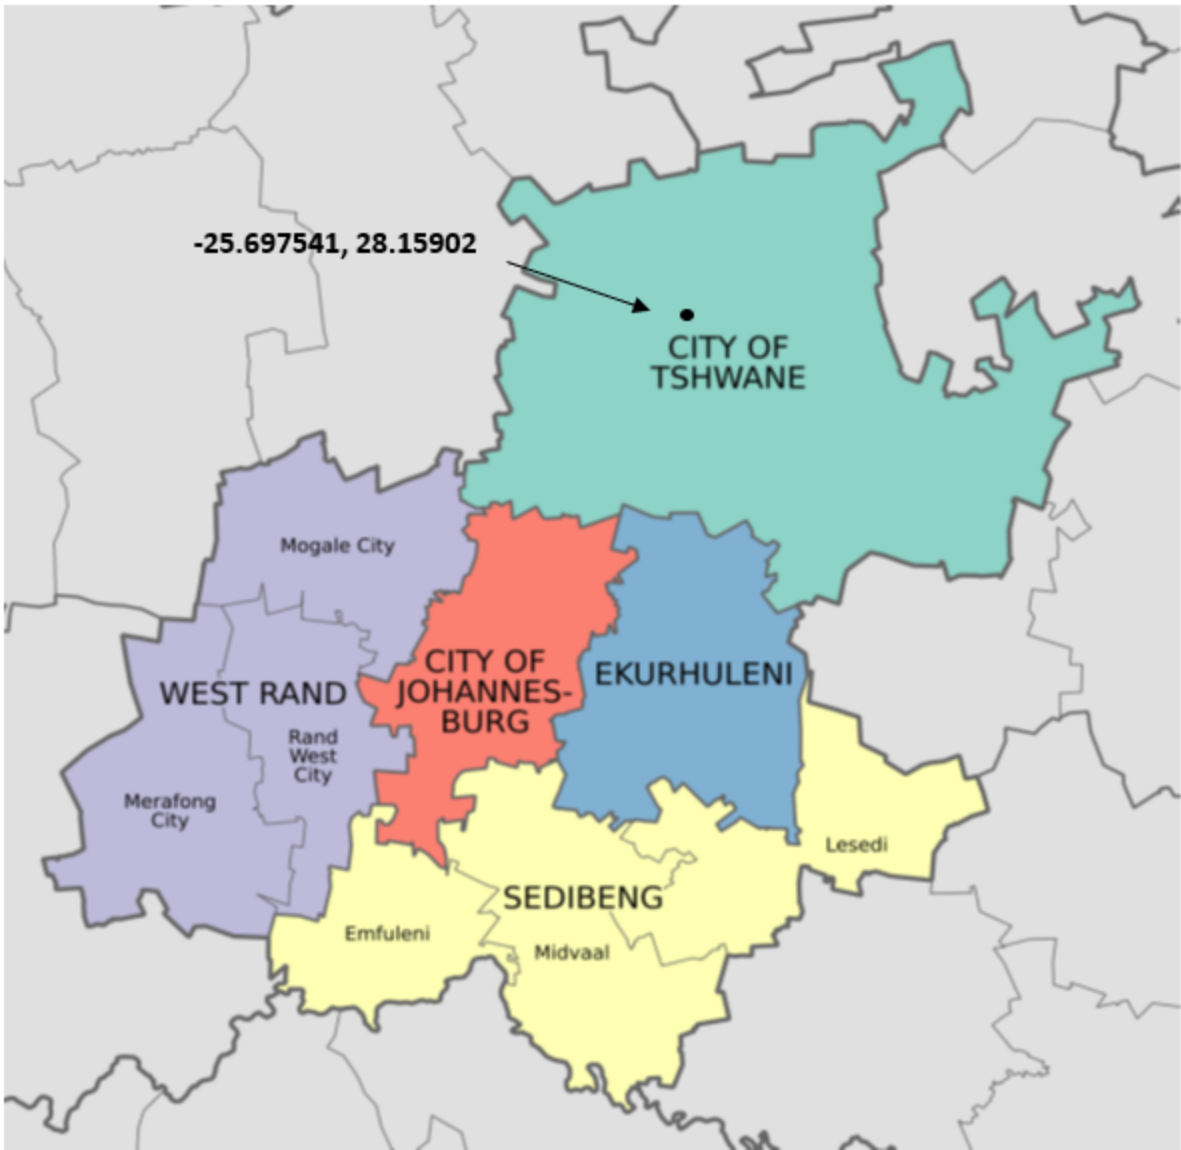 -25.697541, 28.15902
CITY OF
TSHWANE
Mogale City
CITY OF
JOHANNES-
BURG
EKURHULENI
WEST RAND
Rand
West
City
Merafong
City
Lesedi
SEDIBENG
Emfuleni
Midvaal